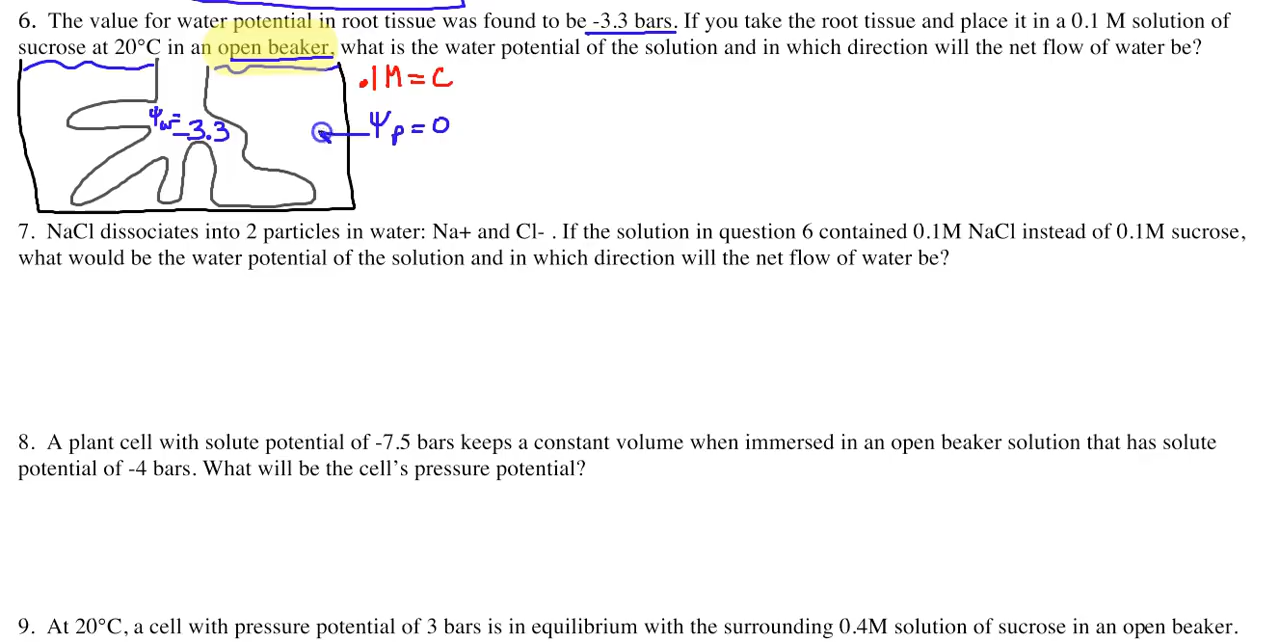 6. The value for water potential in root tissue was found to be -3.3 bars. If you take the root tissue and place it in a 0.1 M solution of
sucrose at 20°C in an open beaker, what is the water potential of the solution and in which direction will the net flow of water be?
.1M=C
Ψw=-3.3
Ψp=0
7. NaCl dissociates into 2 particles in water: Na+ and Cl- . If the solution in question 6 contained 0.1M NaCl instead of 0.1M sucrose,
what would be the water potential of the solution and in which direction will the net flow of water be?
8. A plant cell with solute potential of -7.5 bars keeps a constant volume when immersed in an open beaker solution that has solute
potential of -4 bars. What will be the cell's pressure potential?
9. At 20°C, a cell with pressure potential of 3 bars is in equilibrium with the surrounding 0.4M solution of sucrose in an open beaker.